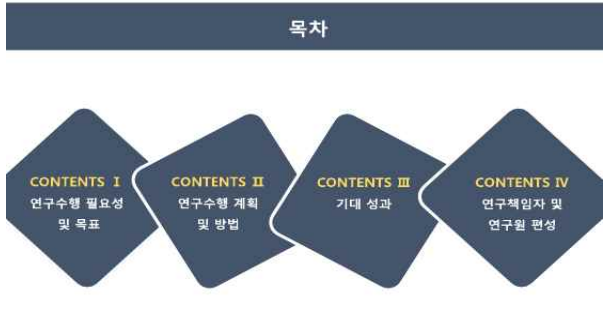 목차
CONTENTS Ⅰ
연구수행 필요성
및 목표
CONTENTS Ⅱ
연구수행 계획
및 방법
CONTENTS Ⅲ
기대 성과
CONTENTS Ⅳ
연구책임자 및
연구원 편성